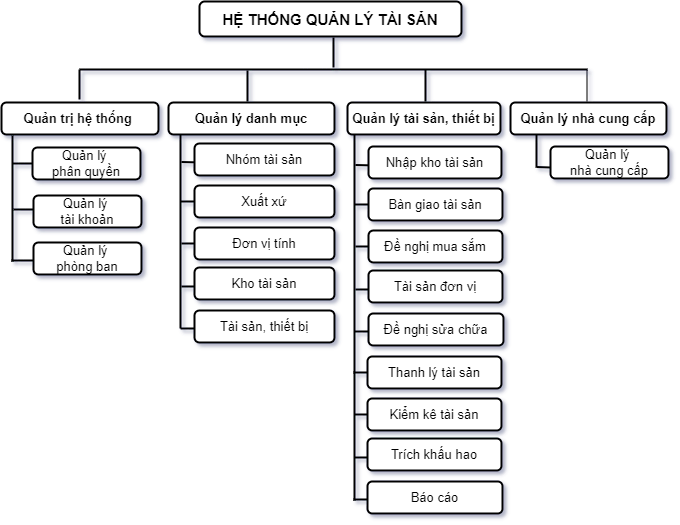 HỆ THỐNG QUẢN LÝ TÀI SẢN
Quản trị hệ thống
Quản lý
phân quyền
Quản lý
tài khoản
Quản lý
phòng ban
Quản lý danh mục
Nhóm tài sản
Xuất xứ
Đơn vị tính
Kho tài sản
Tài sản, thiết bị
Quản lý tài sản, thiết bị
Nhập kho tài sản
Bàn giao tài sản
Đề nghị mua sắm
Tài sản đơn vị
Đề nghị sửa chữa
Thanh lý tài sản
Kiểm kê tài sản
Trích khấu hao
Báo cáo
Quản lý nhà cung cấp
Quản lý
nhà cung cấp